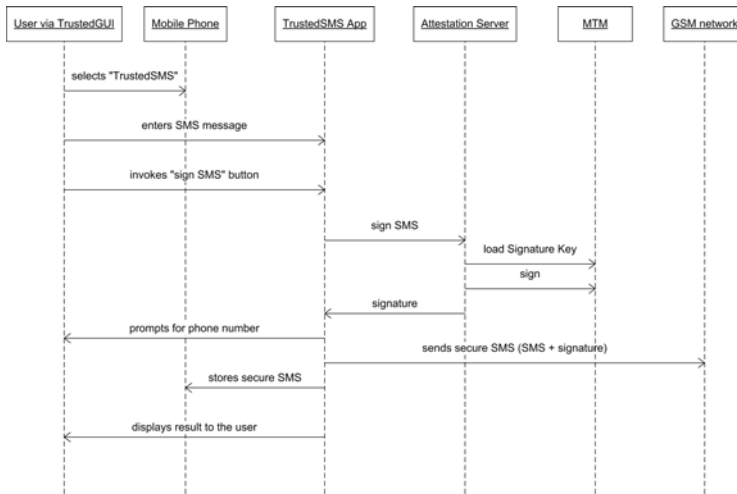 User via TrustedGUI
Mobile Phone
TrustedSMS App
Attestation Server
MTM
GSM network
selects "TrustedSMS"
enters SMS message
invokes "sign SMS" button
sign SMS
load Signature Key
sign
signature
prompts for phone number
sends secure SMS (SMS + signature)
stores secure SMS
displays result to the user